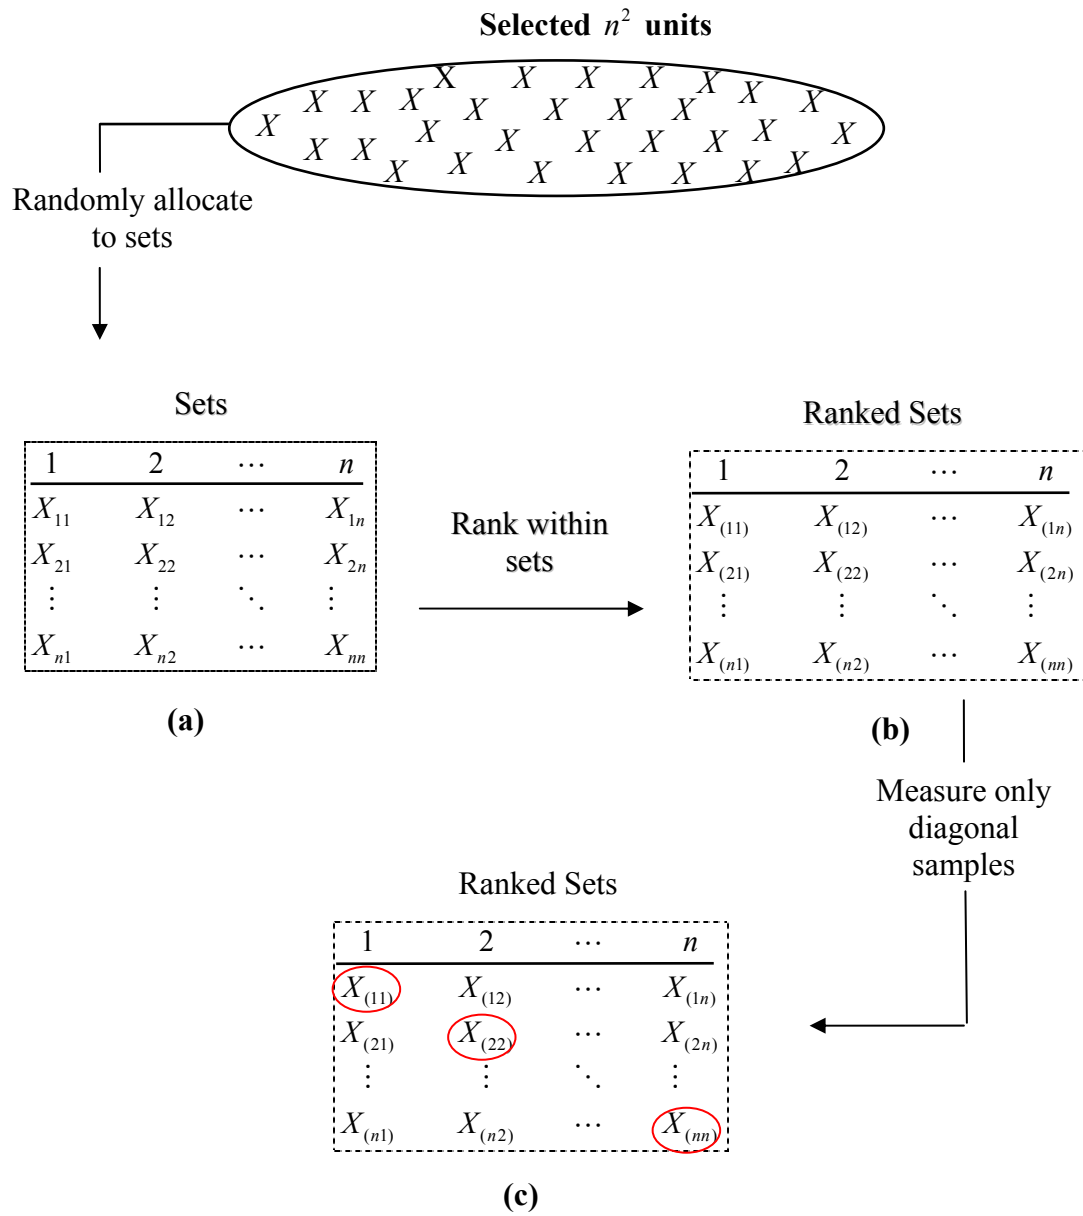 Selected n² units
X X X X X X X
X X X X X X X X
X X X X X X X X X
X X X X X X X X X X
Randomly allocate
to sets
Sets
1 2 ⋯ n
X₁₁ X₁₂ ⋯ X₁ₙ
X₂₁ X₂₂ ⋯ X₂ₙ
⋮ ⋮ ⋱ ⋮
Xₙ₁ Xₙ₂ ⋯ Xₙₙ
(a)
Rank within
sets
Ranked Sets
1 2 ⋯ n
X₍₁₁₎ X₍₁₂₎ ⋯ X₍₁ₙ₎
X₍₂₁₎ X₍₂₂₎ ⋯ X₍₂ₙ₎
⋮ ⋮ ⋱ ⋮
X₍ₙ₁₎ X₍ₙ₂₎ ⋯ X₍ₙₙ₎
(b)
Measure only
diagonal
samples
Ranked Sets
1 2 ⋯ n
X₍₁₁₎ X₍₁₂₎ ⋯ X₍₁ₙ₎
X₍₂₁₎ X₍₂₂₎ ⋯ X₍₂ₙ₎
⋮ ⋮ ⋱ ⋮
X₍ₙ₁₎ X₍ₙ₂₎ ⋯ X₍ₙₙ₎
(c)